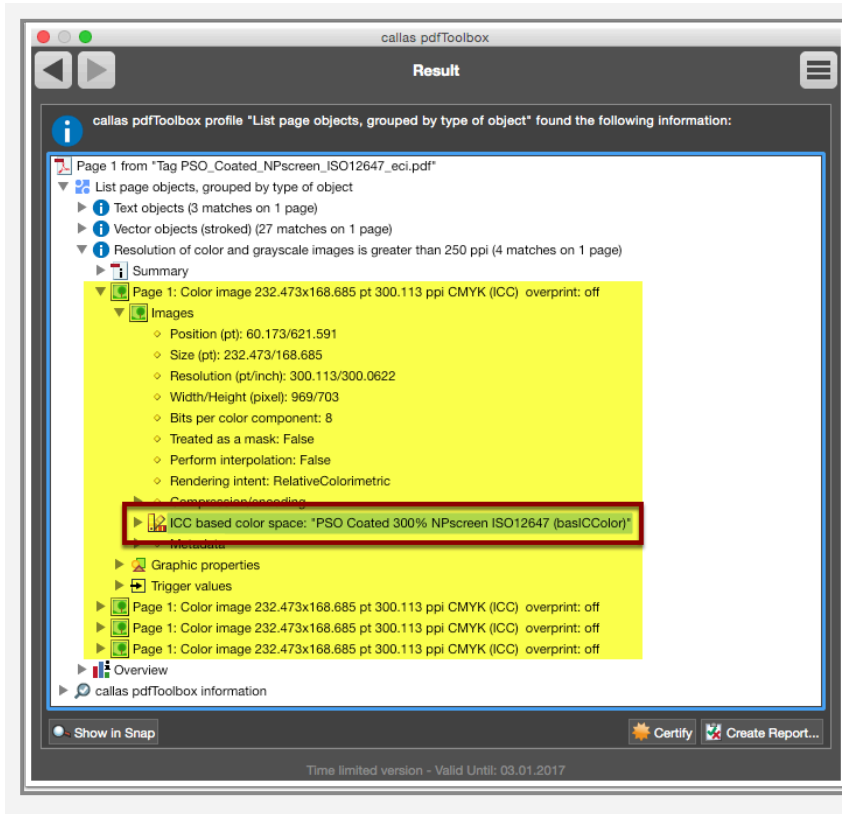 callas pdfToolbox
Result
callas pdfToolbox profile "List page objects, grouped by type of object" found the following information:
Page 1 from "Tag PSO_Coated_NPscreen_ISO12647_eci.pdf"
List page objects, grouped by type of object
Text objects (3 matches on 1 page)
Vector objects (stroked) (27 matches on 1 page)
Resolution of color and grayscale images is greater than 250 ppi (4 matches on 1 page)
Summary
Page 1: Color image 232.473x168.685 pt 300.113 ppi CMYK (ICC) overprint: off
Images
Position (pt): 60.173/621.591
Size (pt): 232.473/168.685
Resolution (pt/inch): 300.113/300.0622
Width/Height (pixel): 969/703
Bits per color component: 8
Treated as a mask: False
Perform interpolation: False
Rendering intent: RelativeColorimetric
Compression/encoding
ICC based color space: "PSO Coated 300% NPscreen ISO12647 (basICColor)"
Metadata
Graphic properties
Trigger values
Page 1: Color image 232.473x168.685 pt 300.113 ppi CMYK (ICC) overprint: off
Page 1: Color image 232.473x168.685 pt 300.113 ppi CMYK (ICC) overprint: off
Page 1: Color image 232.473x168.685 pt 300.113 ppi CMYK (ICC) overprint: off
Overview
callas pdfToolbox information
Show in Snap
Certify
Create Report...
Time limited version - Valid Until: 03.01.2017